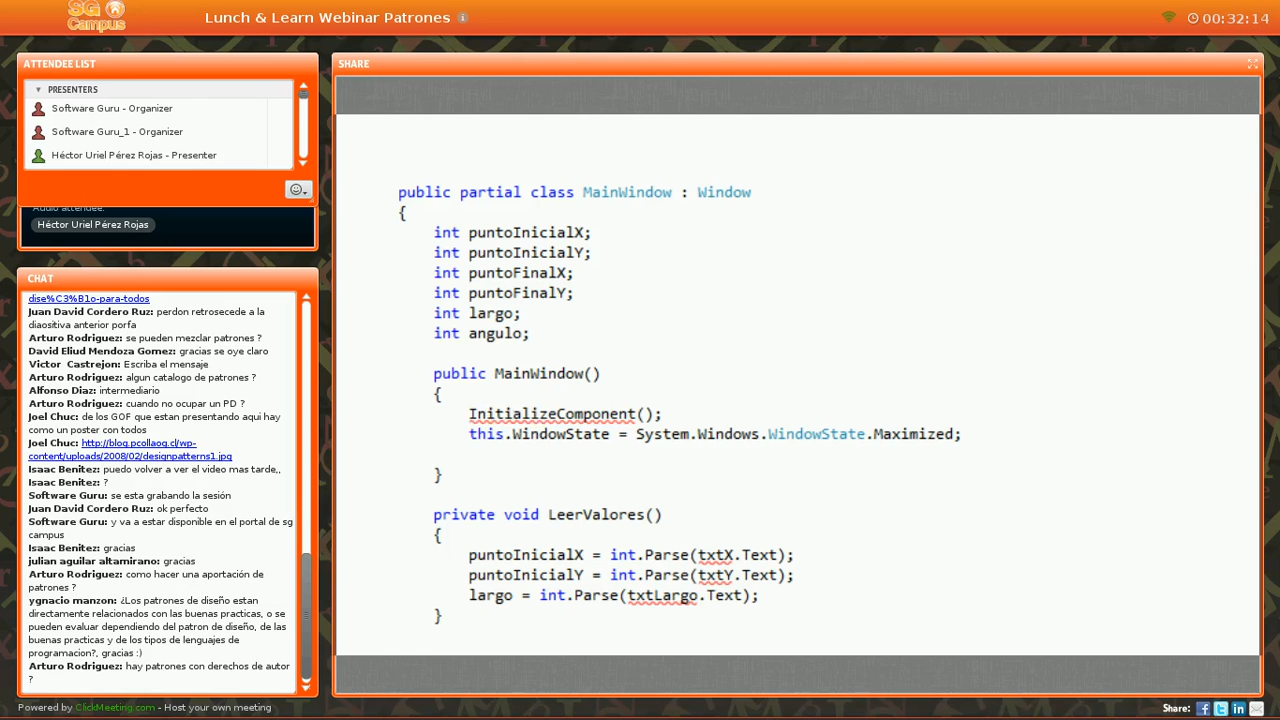 SG
Campus
Lunch & Learn Webinar Patrones
00:32:14
ATTENDEE LIST
PRESENTERS
Software Guru - Organizer
Software Guru_1 - Organizer
Héctor Uriel Pérez Rojas - Presenter
Audio attendee:
Héctor Uriel Pérez Rojas
CHAT
dise%C3%B1o-para-todos
Juan David Cordero Ruz: perdon retrosecede a la
diaositiva anterior porfa
Arturo Rodriguez: se pueden mezclar patrones ?
David Eliud Mendoza Gomez: gracias se oye claro
Victor Castrejon: Escriba el mensaje
Arturo Rodriguez: algun catalogo de patrones ?
Alfonso Diaz: intermediario
Arturo Rodriguez: cuando no ocupar un PD ?
Joel Chuc: de los GOF que estan presentando aqui hay
como un poster con todos
Joel Chuc: http://blog.pcollaog.cl/wp-
content/uploads/2008/02/designpatterns1.jpg
Isaac Benitez: puedo volver a ver el video mas tarde,,
Isaac Benitez: ?
Software Guru: se esta grabando la sesión
Juan David Cordero Ruz: ok perfecto
Software Guru: y va a estar disponible en el portal de sg
campus
Isaac Benitez: gracias
julian aguilar altamirano: gracias
Arturo Rodriguez: como hacer una aportación de
patrones ?
ygnacio manzon: ¿Los patrones de diseño estan
directamente relacionados con las buenas practicas, o se
pueden evaluar dependiendo del patron de diseño, de las
buenas practicas y de los tipos de lenguajes de
programacion?, gracias :)
Arturo Rodriguez: hay patrones con derechos de autor
?
SHARE
public partial class MainWindow : Window
{
int puntoInicialX;
int puntoInicialY;
int puntoFinalX;
int puntoFinalY;
int largo;
int angulo;
public MainWindow()
{
InitializeComponent();
this.WindowState = System.Windows.WindowState.Maximized;
}
private void LeerValores()
{
puntoInicialX = int.Parse(txtX.Text);
puntoInicialY = int.Parse(txtY.Text);
largo = int.Parse(txtLargo.Text);
}
Powered by ClickMeeting.com - Host your own meeting
Share: